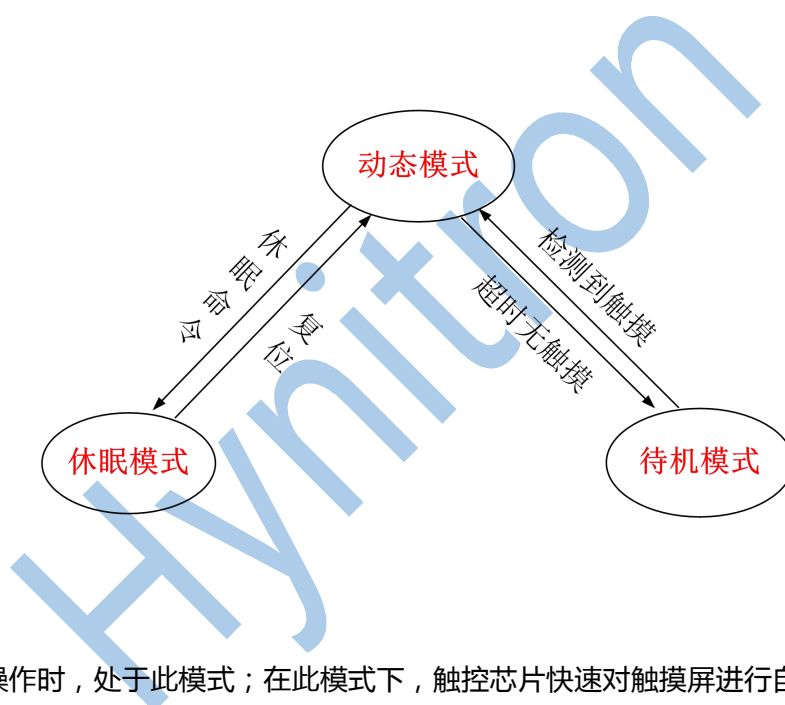 动态模式
休眠命令
复位
检测到触摸
超时无触摸
休眠模式
待机模式
Hynitron
操作时，处于此模式；在此模式下，触控芯片快速对触摸屏进行自